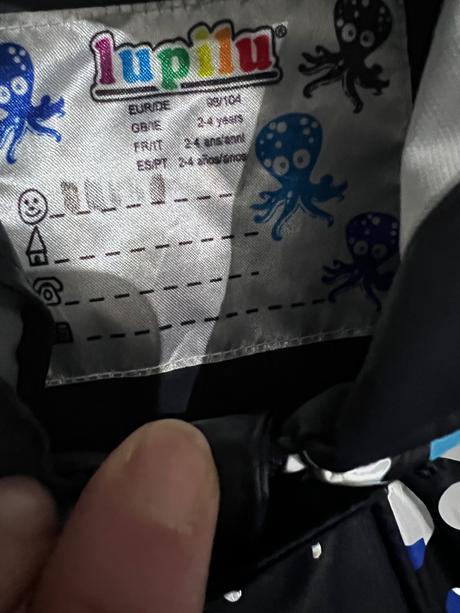 lupilu®
EUR/DE 98/104
GB/IE 2-4 years
FR/IT 2-4 ans/anni
ES/PT 2-4 años/anos